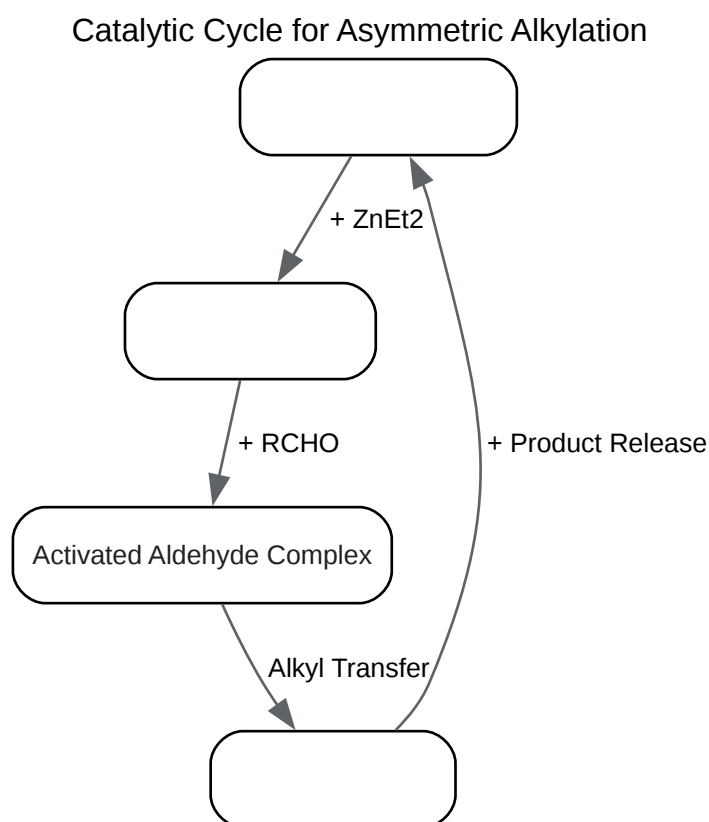 Catalytic Cycle for Asymmetric Alkylation
+ ZnEt2
+ RCHO
+ Product Release
Activated Aldehyde Complex
Alkyl Transfer